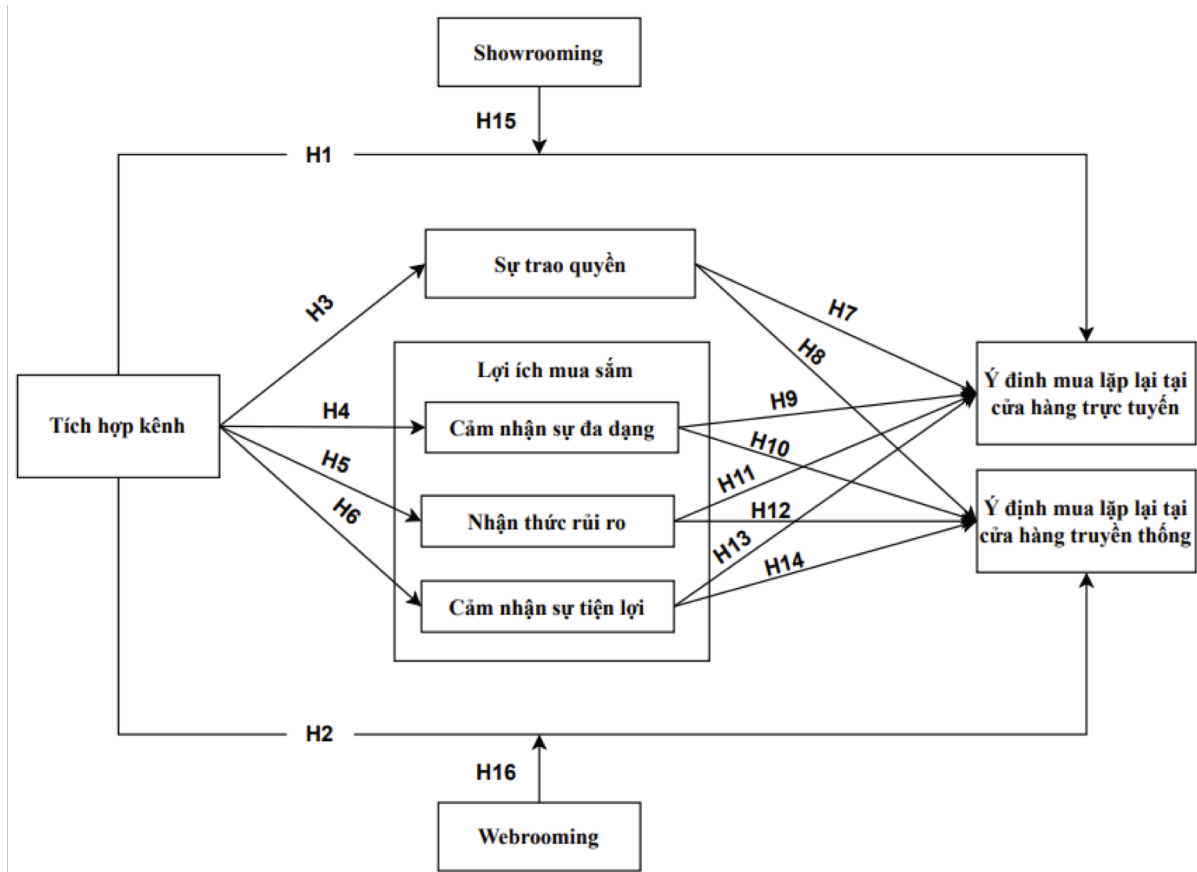 Showrooming
H15
H1
Sự trao quyền
H3
H7
H8
Lợi ích mua sắm
Ý đinh mua lặp lại tại
cửa hàng trực tuyến
Tích hợp kênh
H4
Cảm nhận sự đa dạng
H9
H10
H5
H11
H6
Nhận thức rủi ro
H12
Ý định mua lặp lại tại
cửa hàng truyền thống
H13
H14
Cảm nhận sự tiện lợi
H2
H16
Webrooming